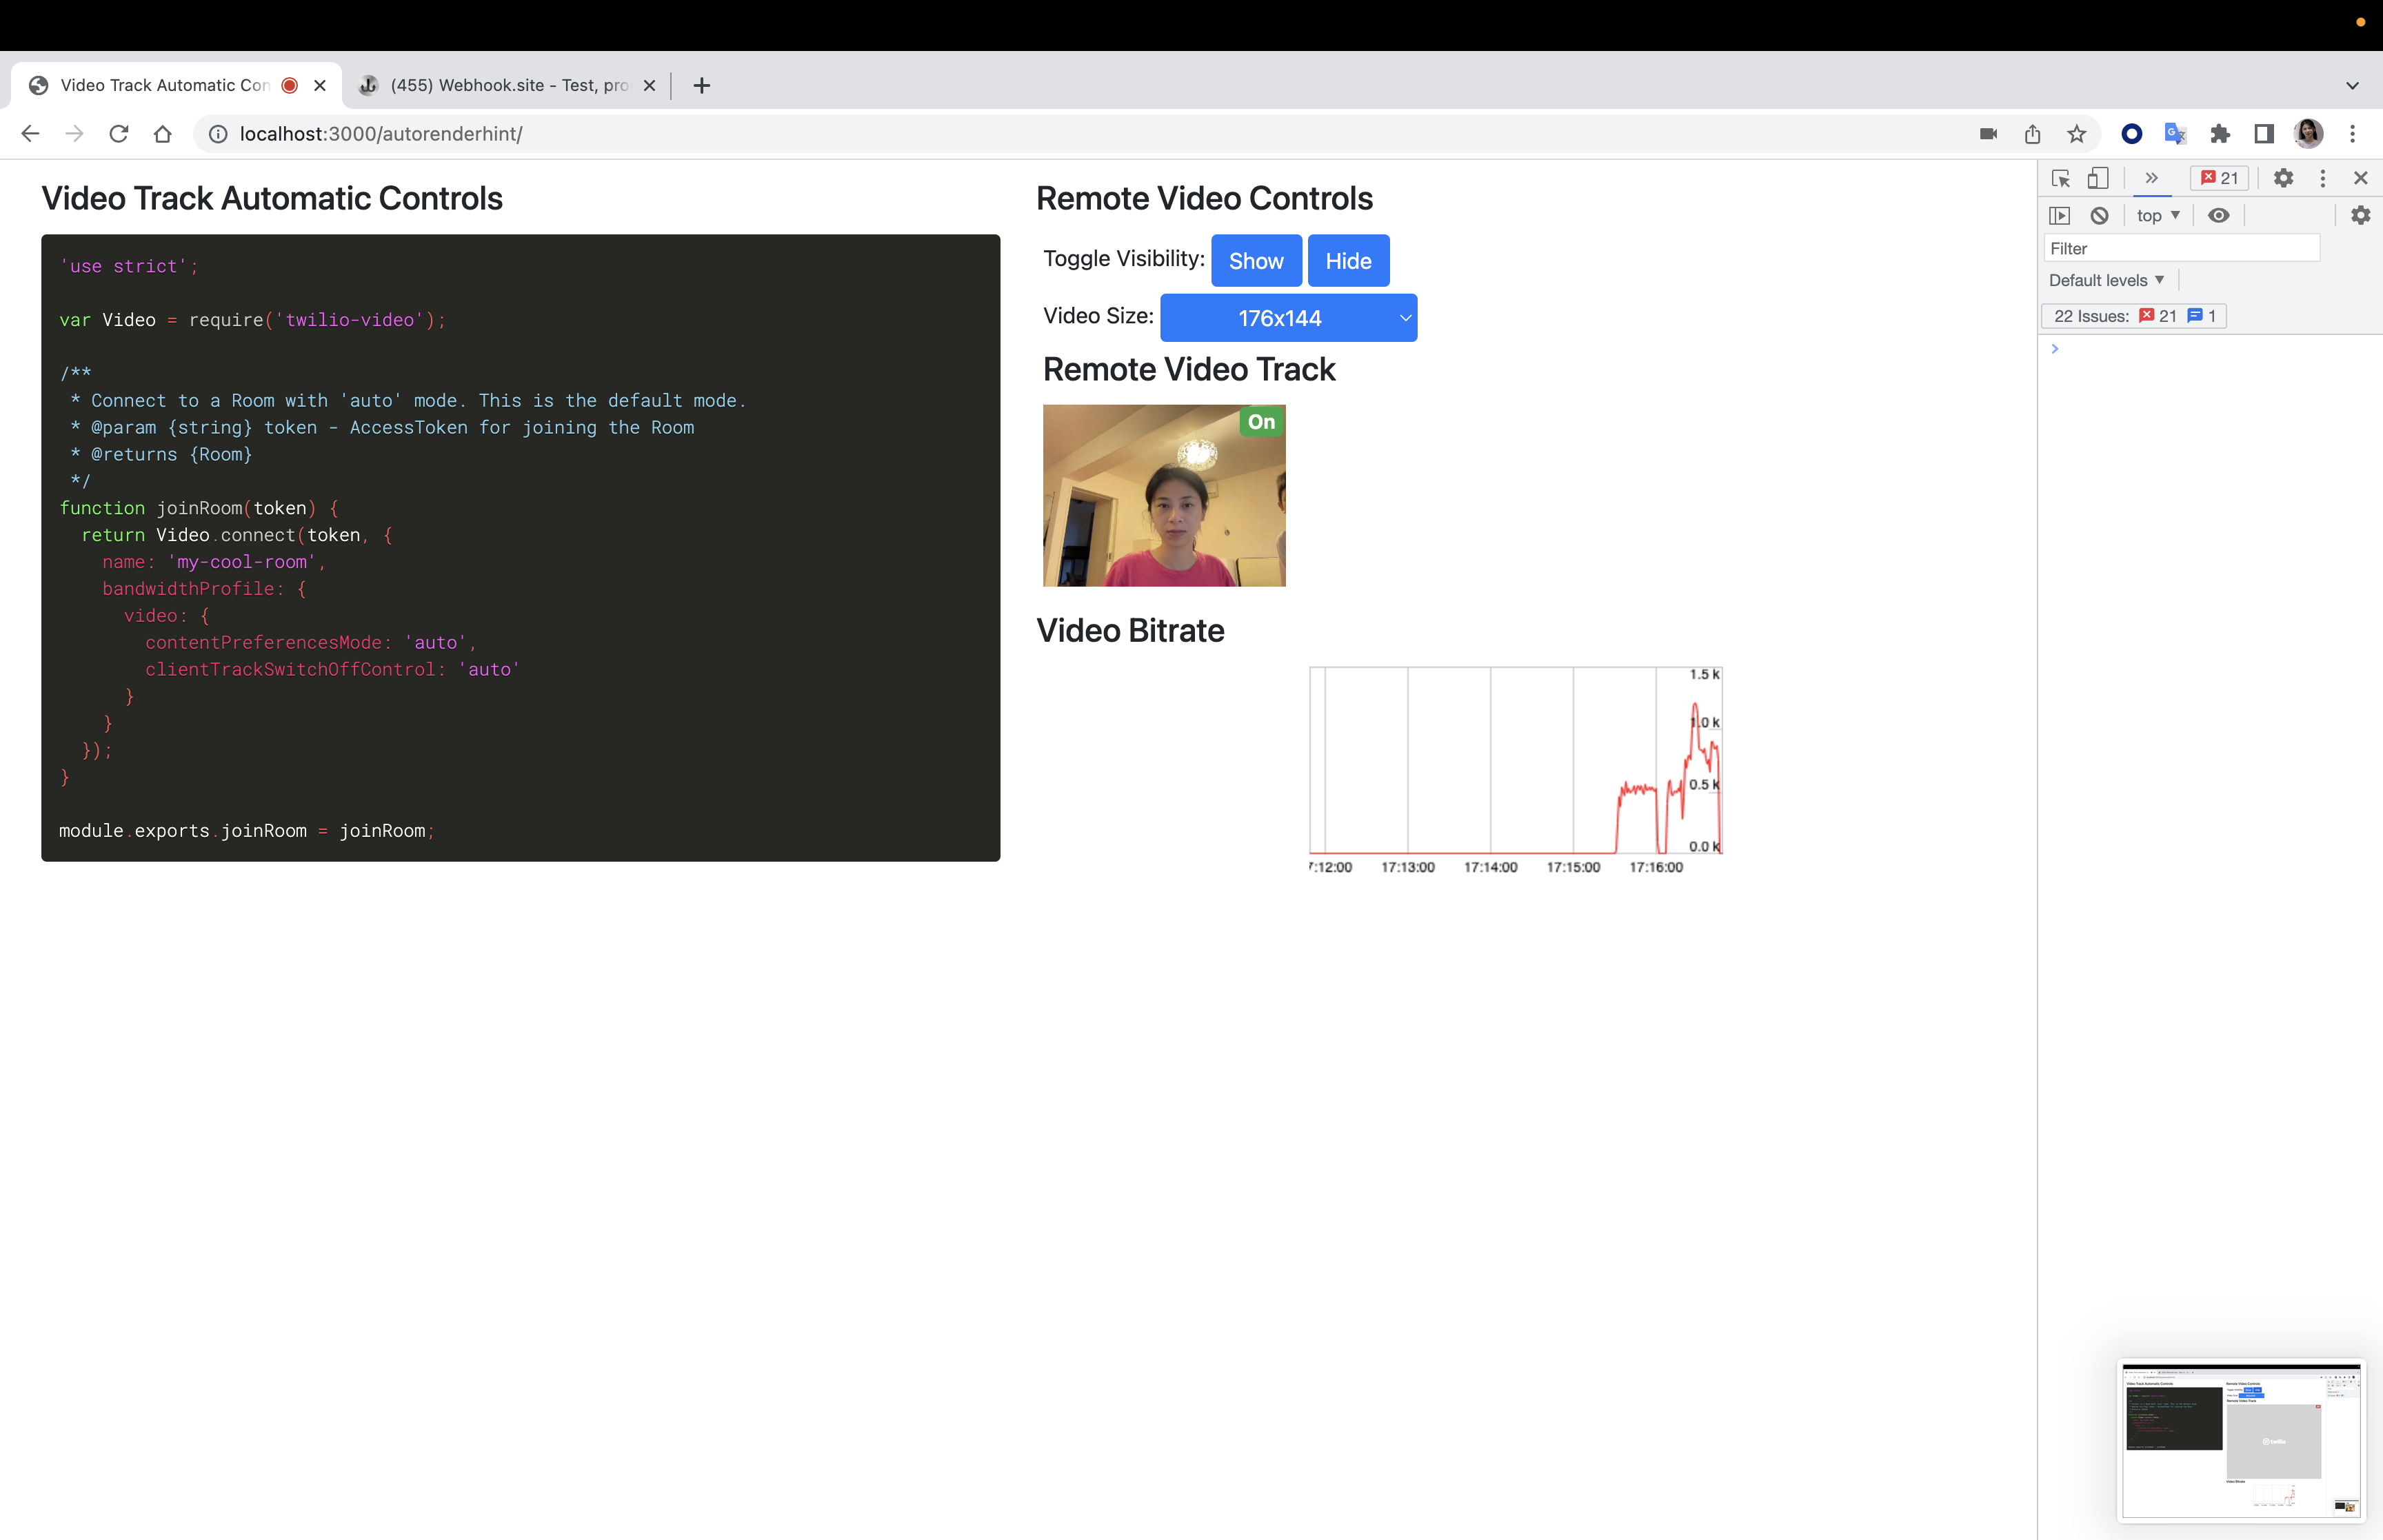 Video Track Automatic Con
(455) Webhook.site - Test, pro
localhost:3000/autorenderhint/
Video Track Automatic Controls
'use strict';
var Video = require('twilio-video');
/**
* Connect to a Room with 'auto' mode. This is the default mode.
* @param {string} token - AccessToken for joining the Room
* @returns {Room}
*/
function joinRoom(token) {
return Video.connect(token, {
name: 'my-cool-room',
bandwidthProfile: {
video: {
contentPreferencesMode: 'auto',
clientTrackSwitchOffControl: 'auto'
}
}
});
}
module.exports.joinRoom = joinRoom;
Remote Video Controls
Toggle Visibility: Show Hide
Video Size: 176x144
Remote Video Track
On
Video Bitrate
1.5 k
1.0 k
0.5 k
0.0 k
7:12:00 17:13:00 17:14:00 17:15:00 17:16:00
21
top
Filter
Default levels
22 Issues: 21 1